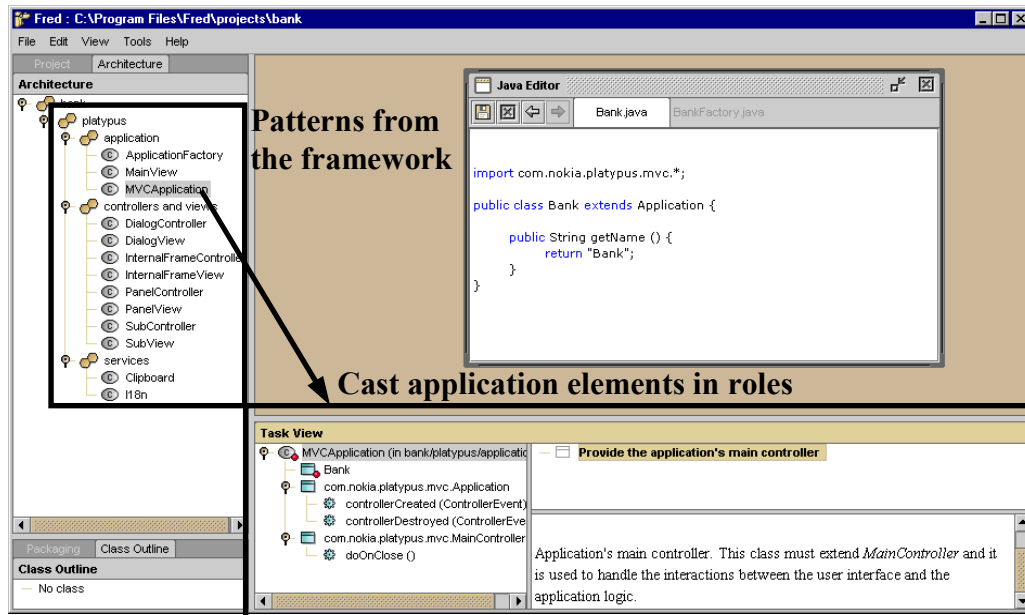 Fred : C:\Program Files\Fred\projects\bank
File Edit View Tools Help
Project Architecture
Architecture
bank
platypus
application
ApplicationFactory
MainView
MVCApplication
controllers and views
DialogController
DialogView
InternalFrameControlle
InternalFrameView
PanelController
PanelView
SubController
SubView
services
Clipboard
I18n
Packaging Class Outline
Class Outline
No class
Patterns from
the framework
Java Editor
Bank.java BankFactory.java
import com.nokia.platypus.mvc.*;
public class Bank extends Application {
public String getName () {
return "Bank";
}
}
Cast application elements in roles
Task View
MVCApplication (in bank/platypus/applicatio
Bank
com.nokia.platypus.mvc.Application
controllerCreated (ControllerEvent)
controllerDestroyed (ControllerEve
com.nokia.platypus.mvc.MainController
doOnClose ()
Provide the application's main controller
Application's main controller. This class must extend MainController and it
is used to handle the interactions between the user interface and the
application logic.